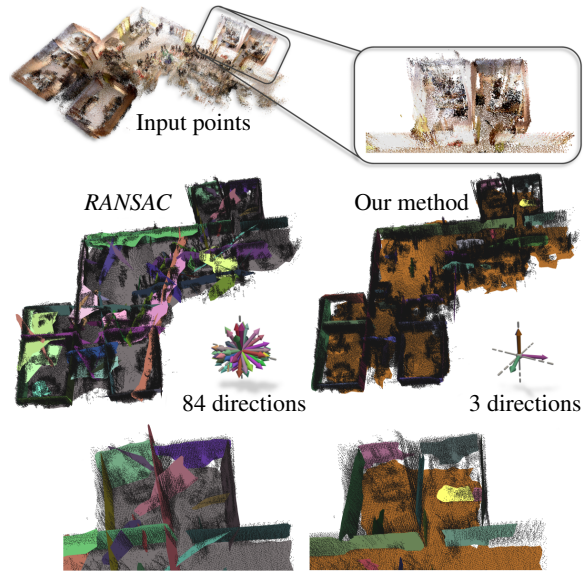 Input points
RANSAC
Our method
84 directions
3 directions